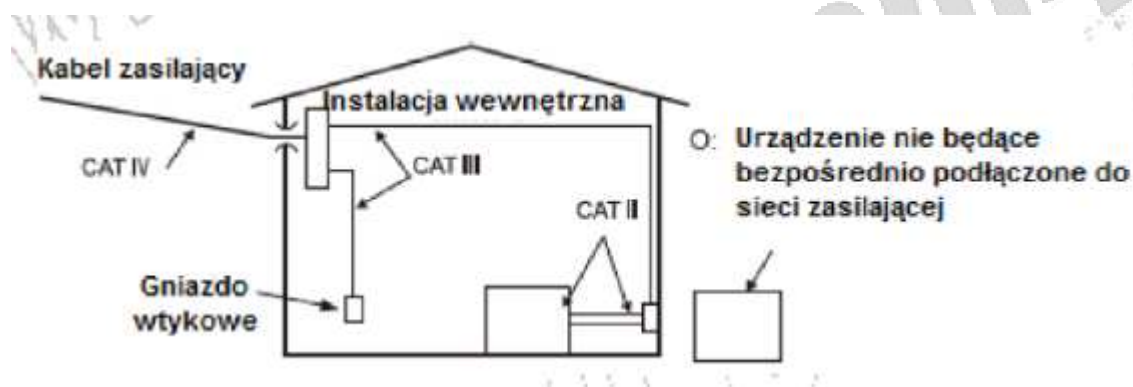 Kabel zasilający
Instalacja wewnętrzna
CAT IV
CAT III
CAT II
O: Urządzenie nie będące
bezpośrednio podłączone do
sieci zasilającej
Gniazdo
wtykowe